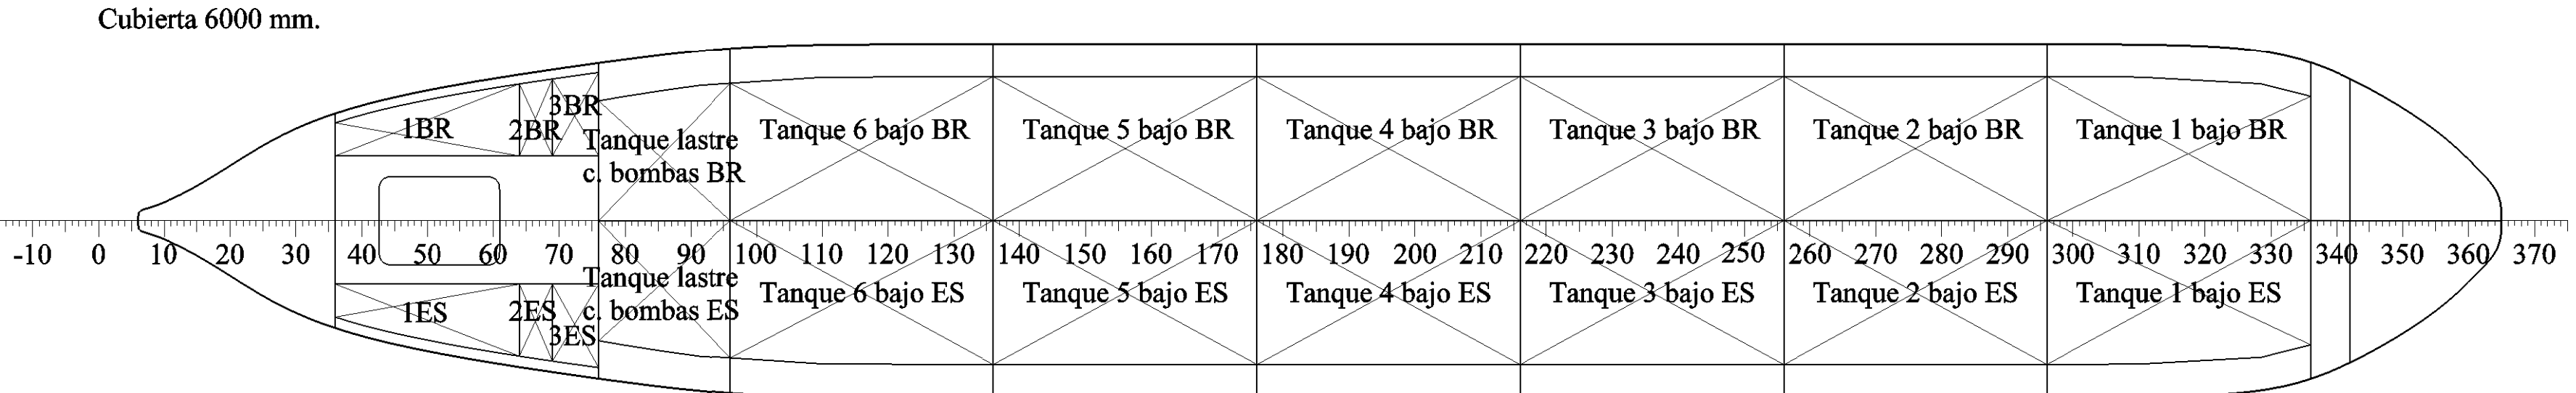 Cubierta 6000 mm.
3BR
1BR
2BR
Tanque lastre
c. bombas BR
Tanque 6 bajo BR
Tanque 5 bajo BR
Tanque 4 bajo BR
Tanque 3 bajo BR
Tanque 2 bajo BR
Tanque 1 bajo BR
-10 0 10 20 30 40 50 60 70 80 90 100 110 120 130 140 150 160 170 180 190 200 210 220 230 240 250 260 270 280 290 300 310 320 330 340 350 360 370
Tanque lastre
c. bombas ES
1ES
2ES
3ES
Tanque 6 bajo ES
Tanque 5 bajo ES
Tanque 4 bajo ES
Tanque 3 bajo ES
Tanque 2 bajo ES
Tanque 1 bajo ES